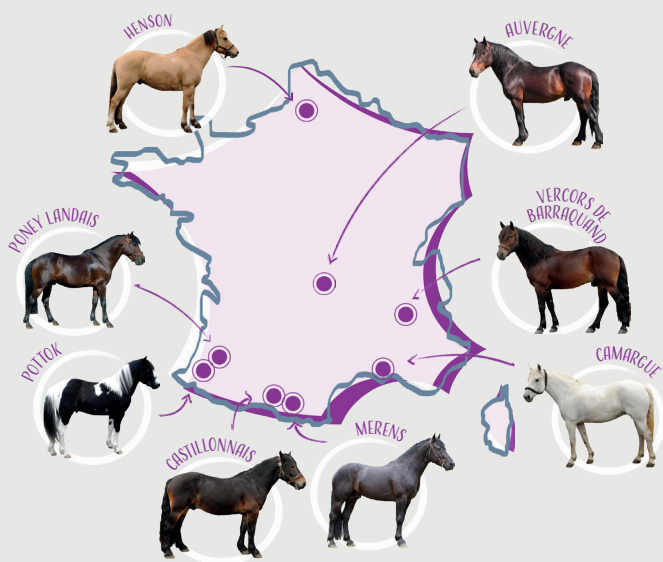 HENSON
AUVERGNE
PONEY LANDAIS
VERCORS DE
BARRAQUAND
POTTOK
CAMARGUE
CASTILLONNAIS
MERENS